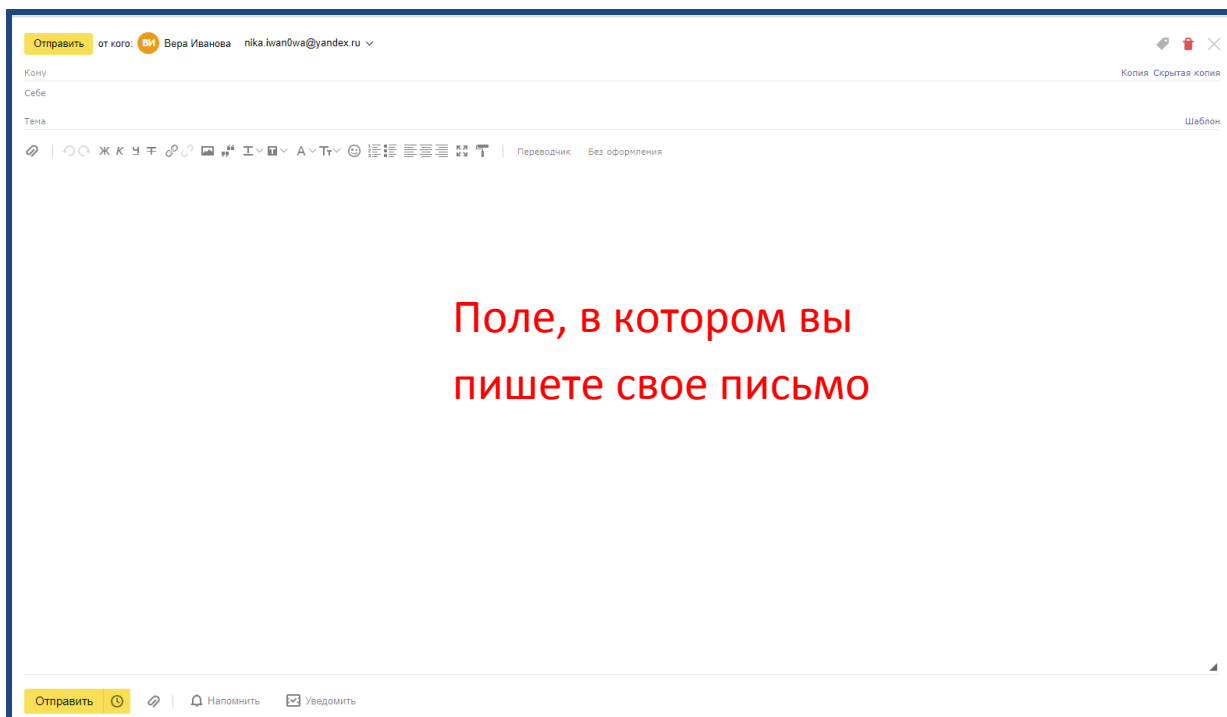 Отправить от кого: ВИ Вера Иванова nika.iwan0wa@yandex.ru
Кому Копия Скрытая копия
Себе
Тема Шаблон
Ж К Ч Т Т Т А Тт Переводчик Без оформления
Поле, в котором вы
пишете свое письмо
Отправить Напомнить Уведомить